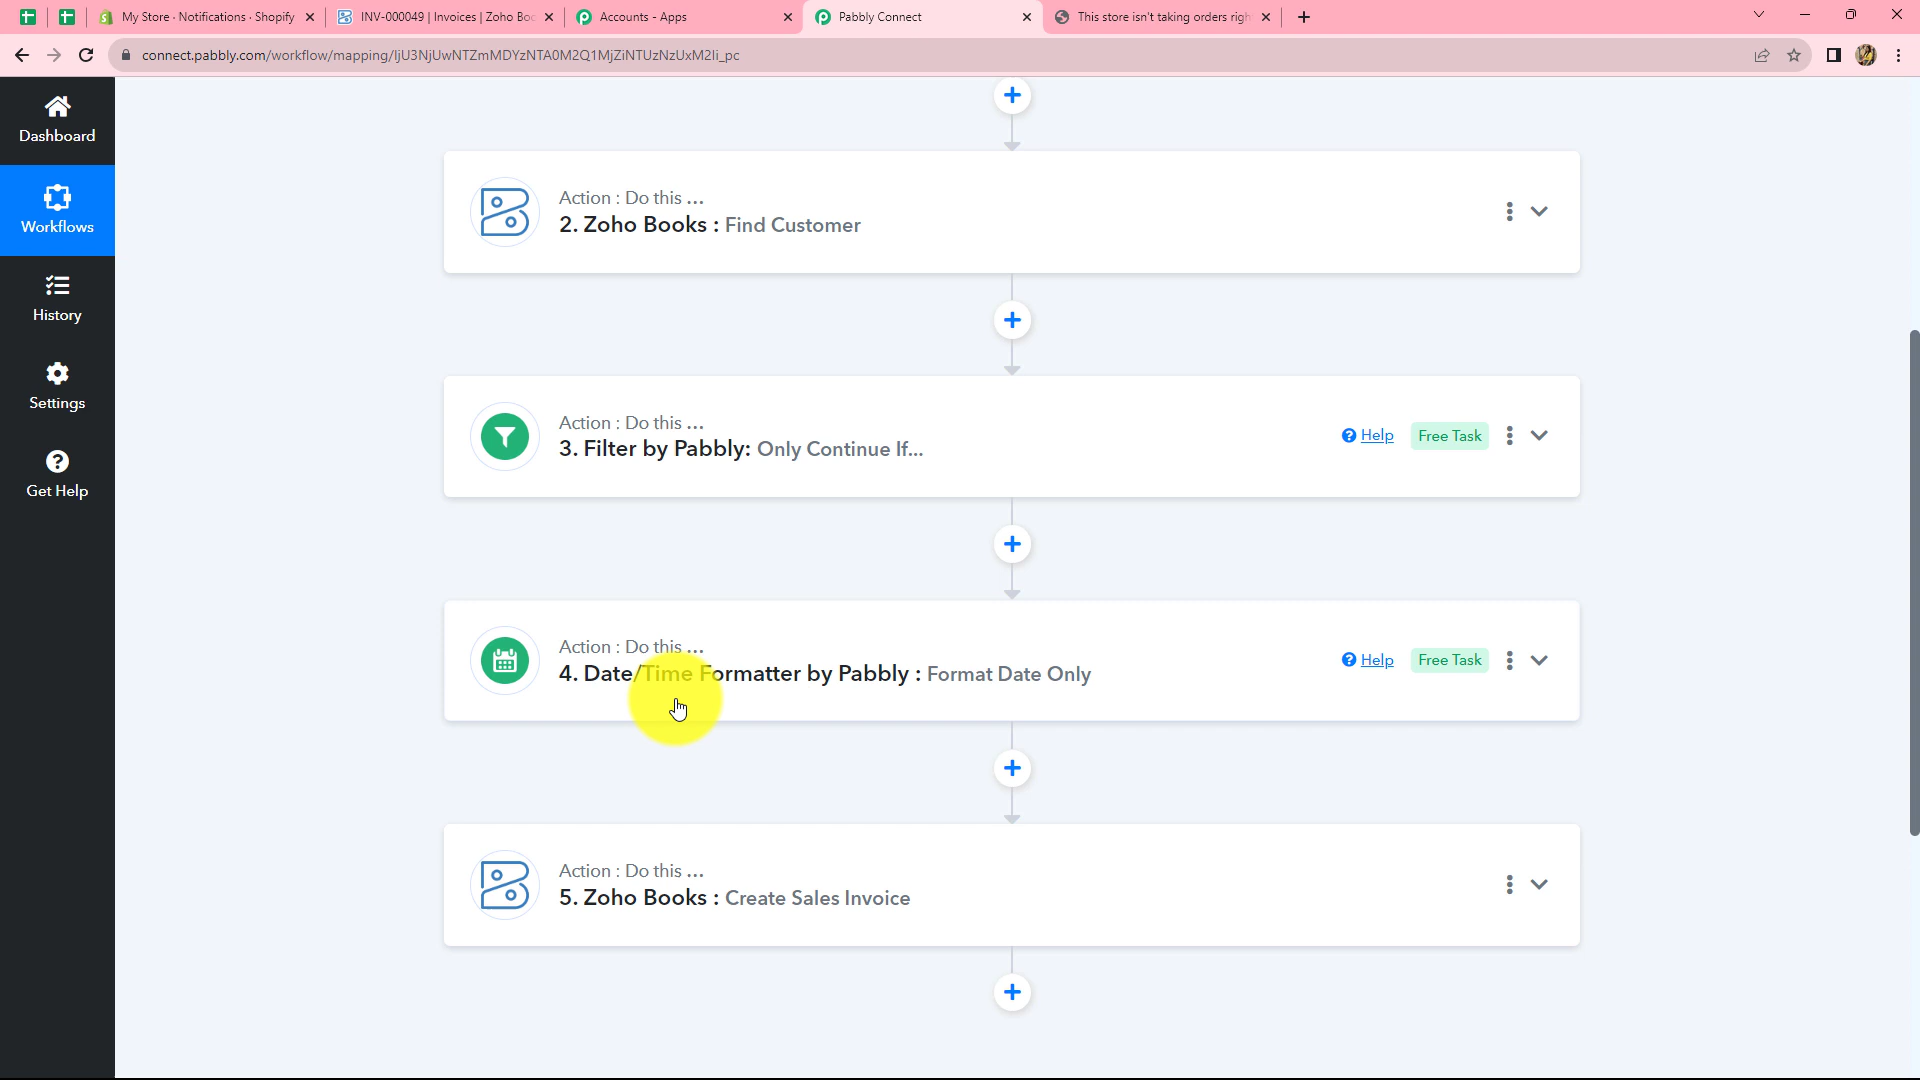 My Store · Notifications · Shopify
INV-000049 | Invoices | Zoho Boo
Accounts - Apps
Pabbly Connect
This store isn't taking orders righ
connect.pabbly.com/workflow/mapping/IjU3NjUwNTZmMDYzNTA0M2Q1MjZiNTUzNzUxM2Ii_pc
Dashboard
Workflows
History
Settings
Get Help
Action : Do this ...
2. Zoho Books : Find Customer
Action : Do this ...
3. Filter by Pabbly: Only Continue If...
Help
Free Task
Action : Do this ...
4. Date/Time Formatter by Pabbly : Format Date Only
Help
Free Task
Action : Do this ...
5. Zoho Books : Create Sales Invoice